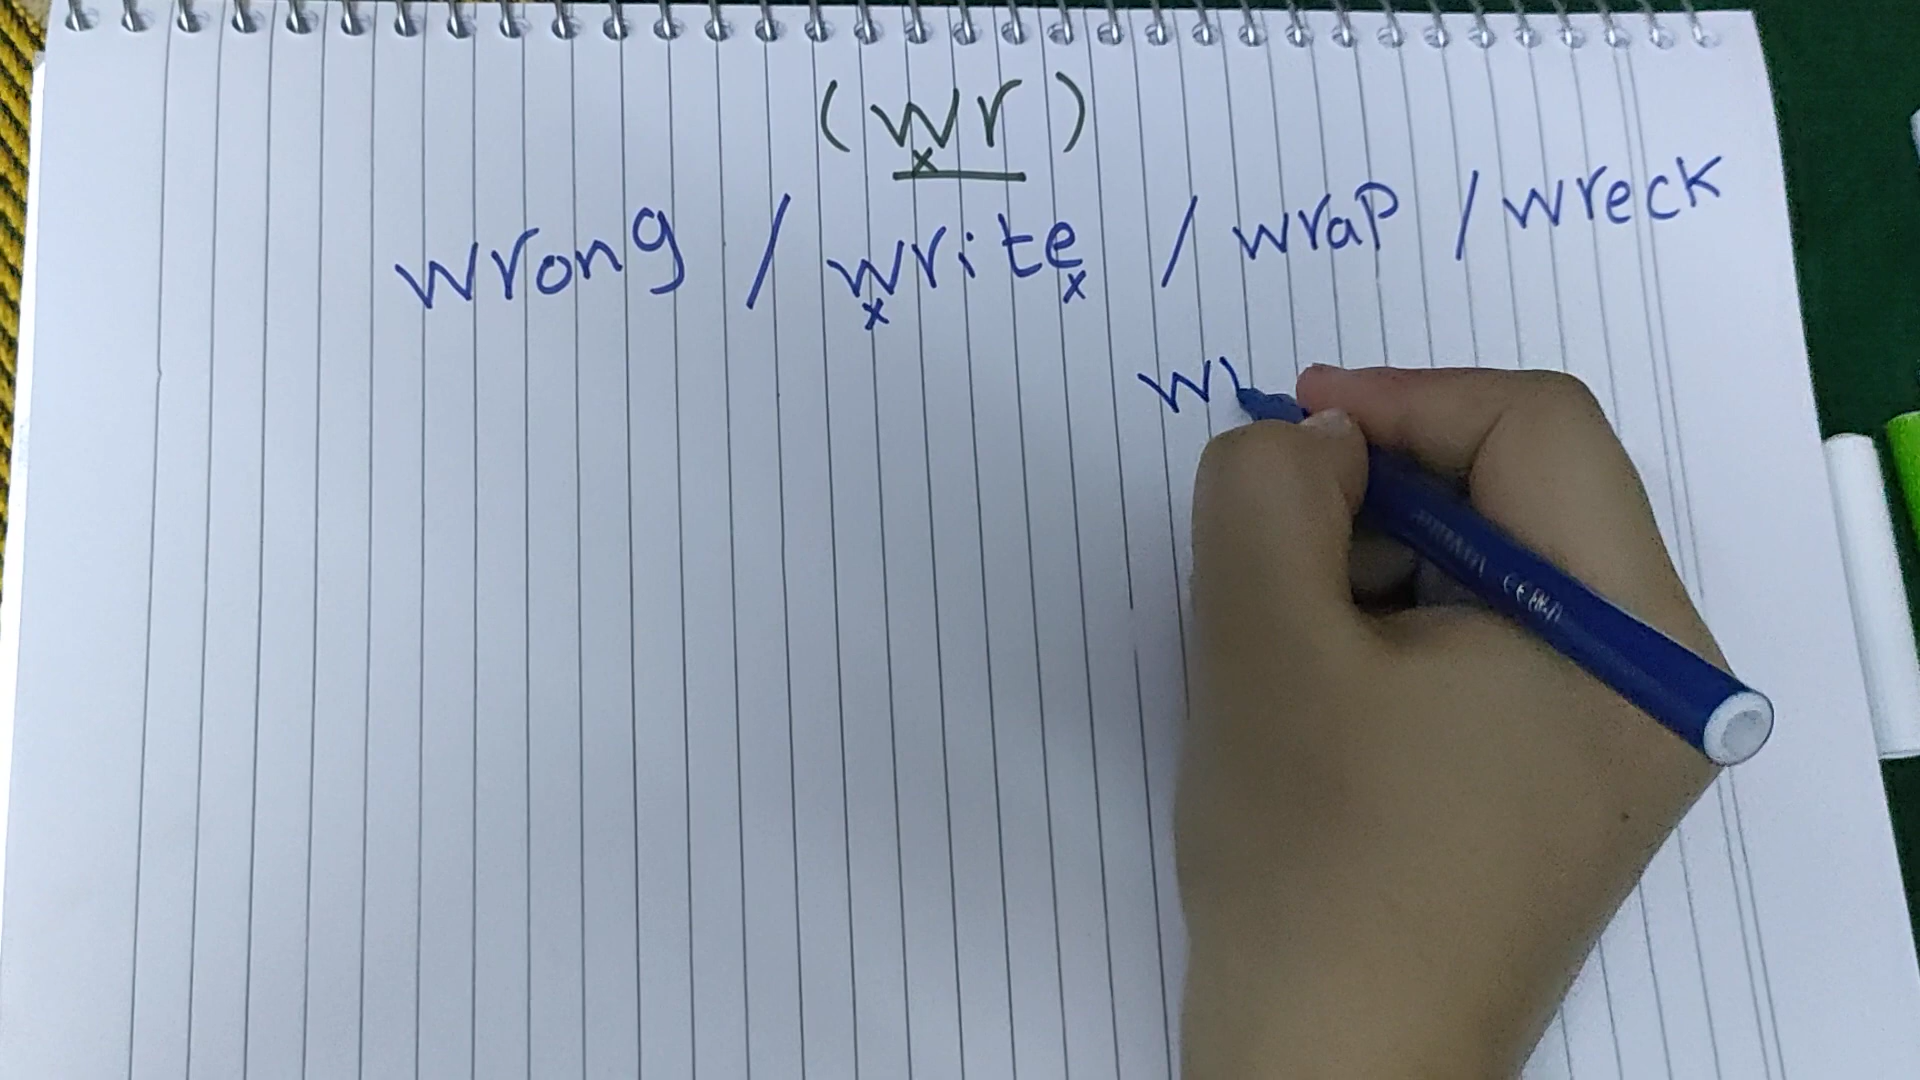 (wr)
x
wrong / write / wrap / wreck
x x
w